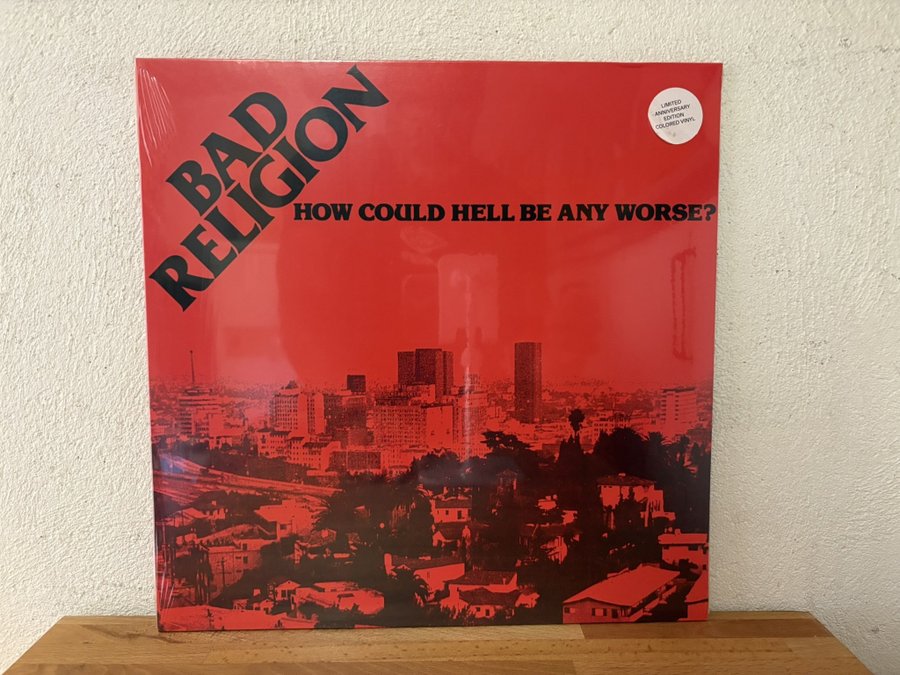 BAD
RELIGION
HOW COULD HELL BE ANY WORSE?
LIMITED
ANNIVERSARY
EDITION
COLORED VINYL